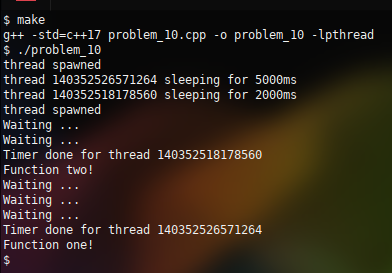 $ make
g++ -std=c++17 problem_10.cpp -o problem_10 -lpthread
$ ./problem_10
thread spawned
thread 140352526571264 sleeping for 5000ms
thread 140352518178560 sleeping for 2000ms
thread spawned
Waiting ...
Waiting ...
Timer done for thread 140352518178560
Function two!
Waiting ...
Waiting ...
Waiting ...
Timer done for thread 140352526571264
Function one!
$